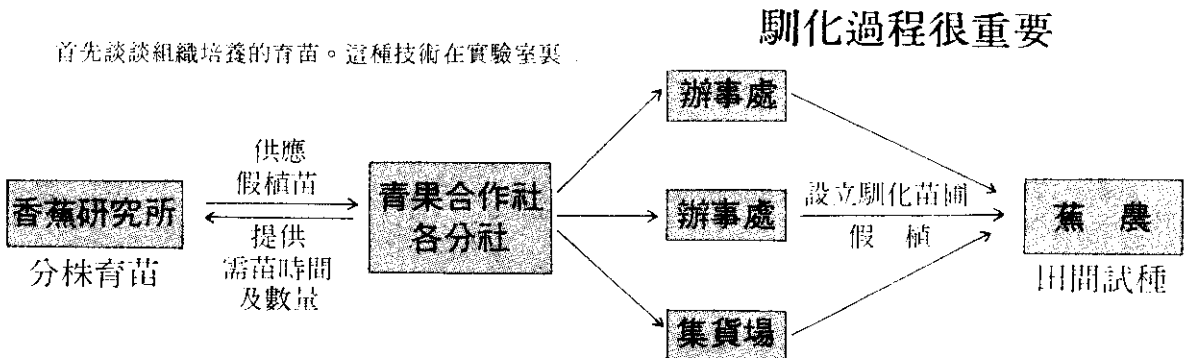 馴化過程很重要
首先談談組織培養的育苗。這種技術在實驗室裏
香蕉研究所
分株育苗
供應
假植苗
提供
需苗時間
及數量
青果合作社
各分社
辦事處
辦事處
集貨場
設立馴化苗圃
假植
蕉農
田間試種